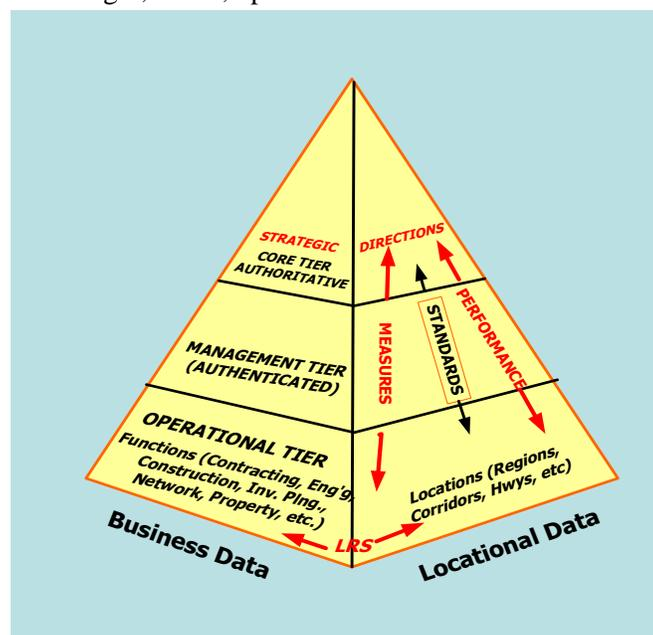 STRATEGIC
DIRECTIONS
CORE TIER
AUTHORITATIVE
MEASURES
STANDARDS
PERFORMANCE
MANAGEMENT TIER
(AUTHENTICATED)
OPERATIONAL TIER
Functions (Contracting, Eng'g,
Construction, Inv. Plng.,
Network, Property, etc.)
Locations (Regions,
Corridors, Hwys, etc)
LRS
Business Data
Locational Data